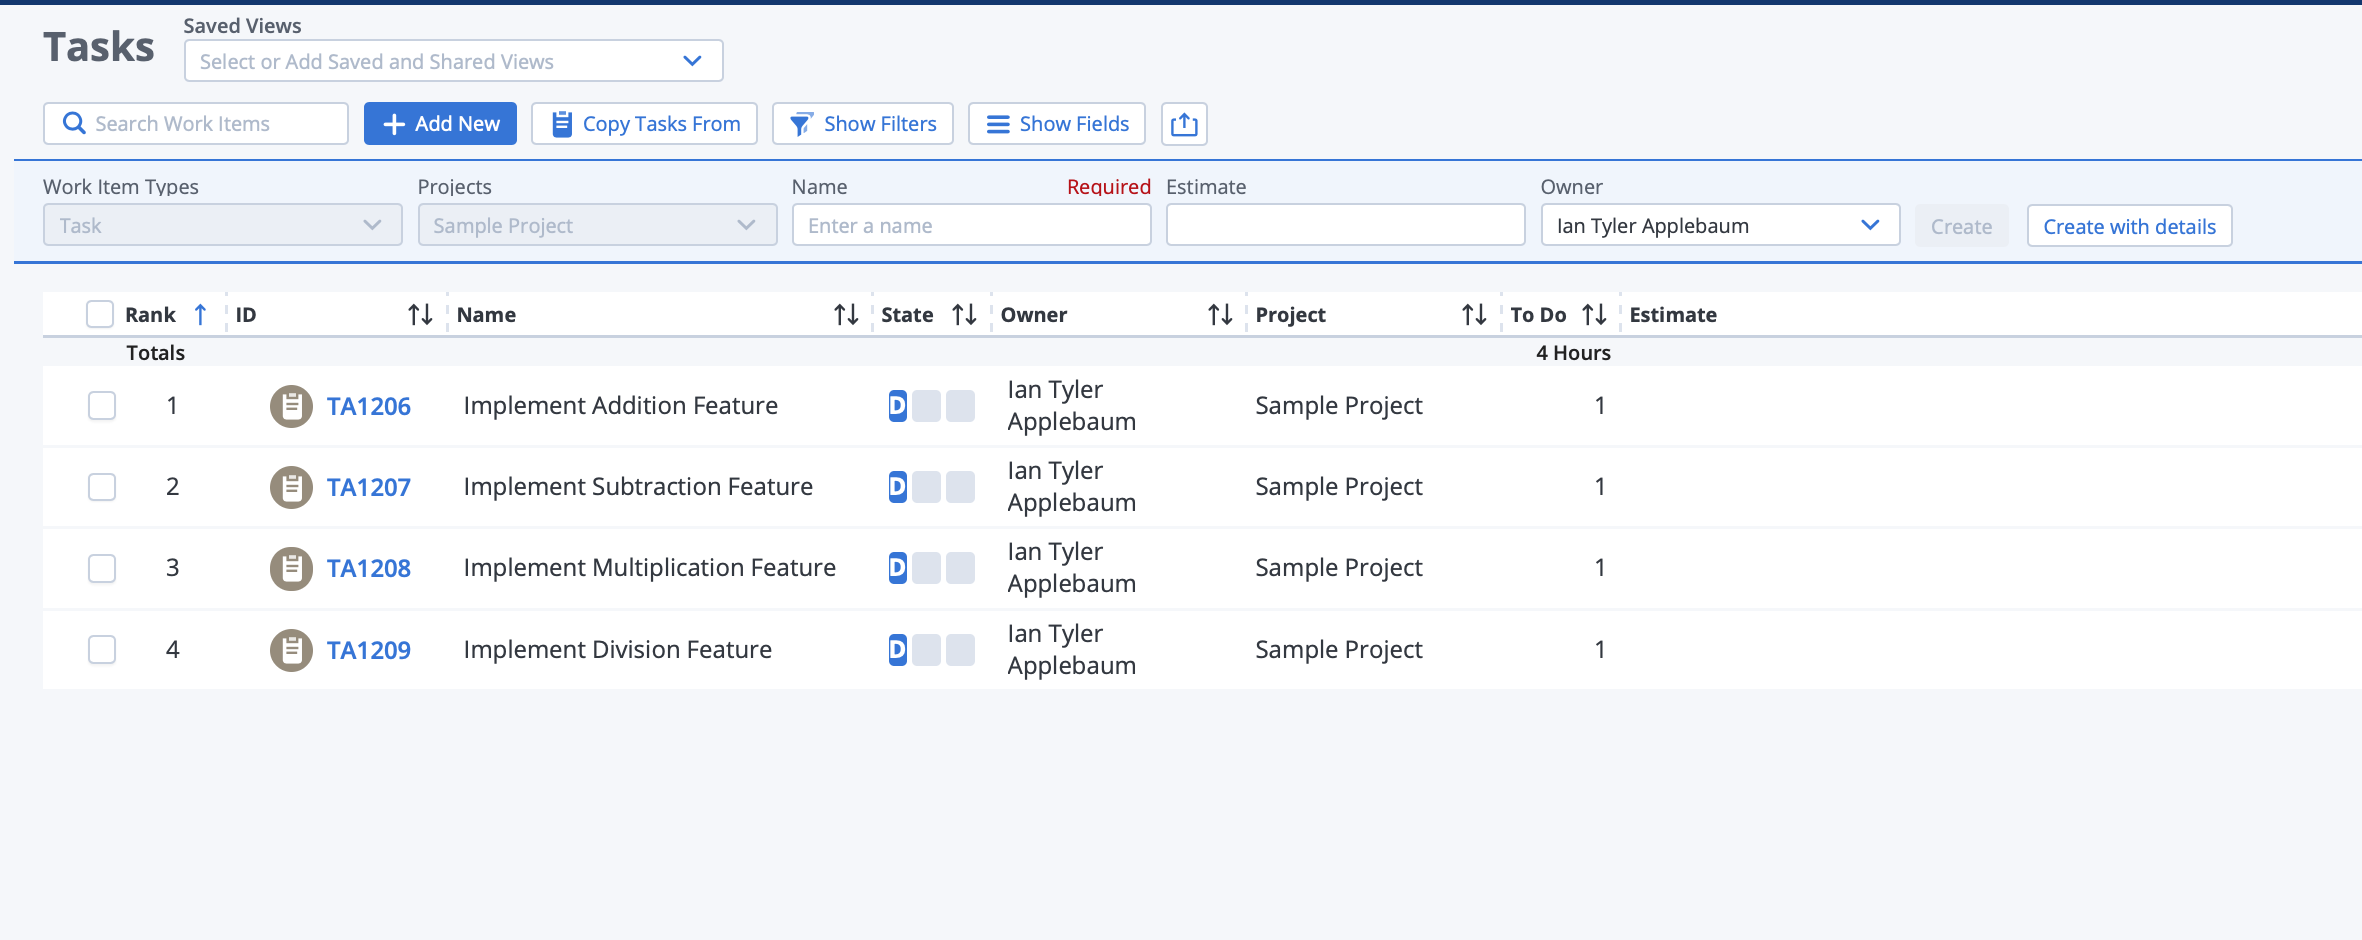 Tasks
Saved Views
Select or Add Saved and Shared Views
Search Work Items
Add New
Copy Tasks From
Show Filters
Show Fields
Work Item Types
Projects
Name
Required
Estimate
Owner
Task
Sample Project
Enter a name
Ian Tyler Applebaum
Create
Create with details
Rank ID Name State Owner Project To Do Estimate
Totals 4 Hours
1 TA1206 Implement Addition Feature D Ian Tyler Sample Project 1
Applebaum
2 TA1207 Implement Subtraction Feature D Ian Tyler Sample Project 1
Applebaum
3 TA1208 Implement Multiplication Feature D Ian Tyler Sample Project 1
Applebaum
4 TA1209 Implement Division Feature D Ian Tyler Sample Project 1
Applebaum